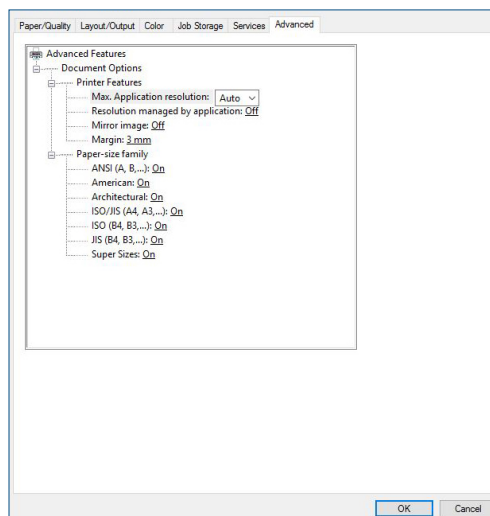 Paper/Quality Layout/Output Color Job Storage Services Advanced
Advanced Features
Document Options
Printer Features
Max. Application resolution: Auto
Resolution managed by application: Off
Mirror image: Off
Margin: 3 mm
Paper-size family
ANSI (A, B,...): On
American: On
Architectural: On
ISO/JIS (A4, A3,...): On
ISO (B4, B3,...): On
JIS (B4, B3,...): On
Super Sizes: On
OK Cancel